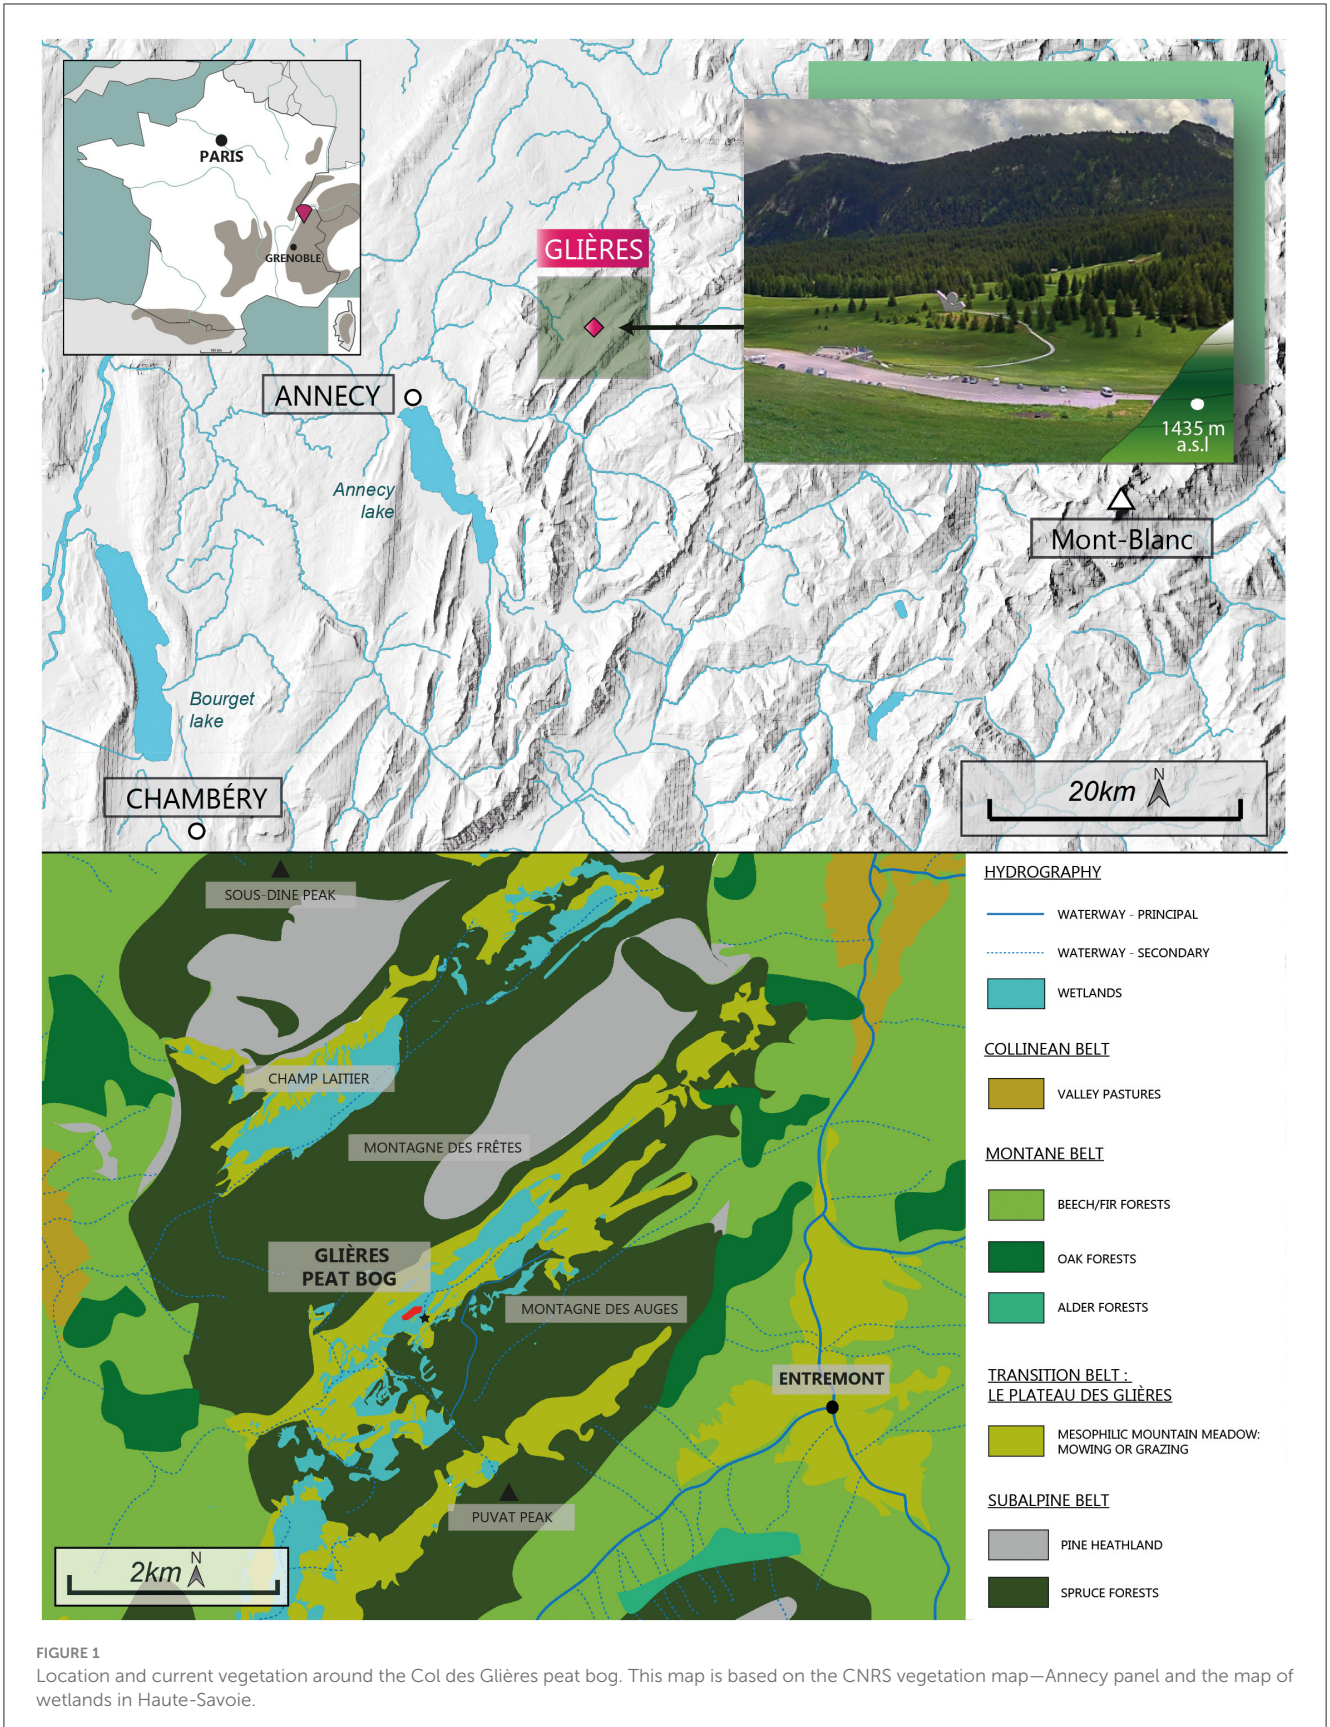 PARIS
GRENOBLE
GLIÈRES
ANNECY
Annecy
lake
1435 m
a.s.l
Mont-Blanc
Bourget
lake
CHAMBÉRY
20km
N
SOUS-DINE PEAK
CHAMP LAITIER
MONTAGNE DES FRÊTES
GLIÈRES
PEAT BOG
MONTAGNE DES AUGES
ENTREMONT
PUVAT PEAK
2km
N
HYDROGRAPHY
WATERWAY - PRINCIPAL
WATERWAY - SECONDARY
WETLANDS
COLLINEAN BELT
VALLEY PASTURES
MONTANE BELT
BEECH/FIR FORESTS
OAK FORESTS
ALDER FORESTS
TRANSITION BELT :
LE PLATEAU DES GLIÈRES
MESOPHILIC MOUNTAIN MEADOW:
MOWING OR GRAZING
SUBALPINE BELT
PINE HEATHLAND
SPRUCE FORESTS
FIGURE 1
Location and current vegetation around the Col des Glières peat bog. This map is based on the CNRS vegetation map—Annecy panel and the map of
wetlands in Haute-Savoie.